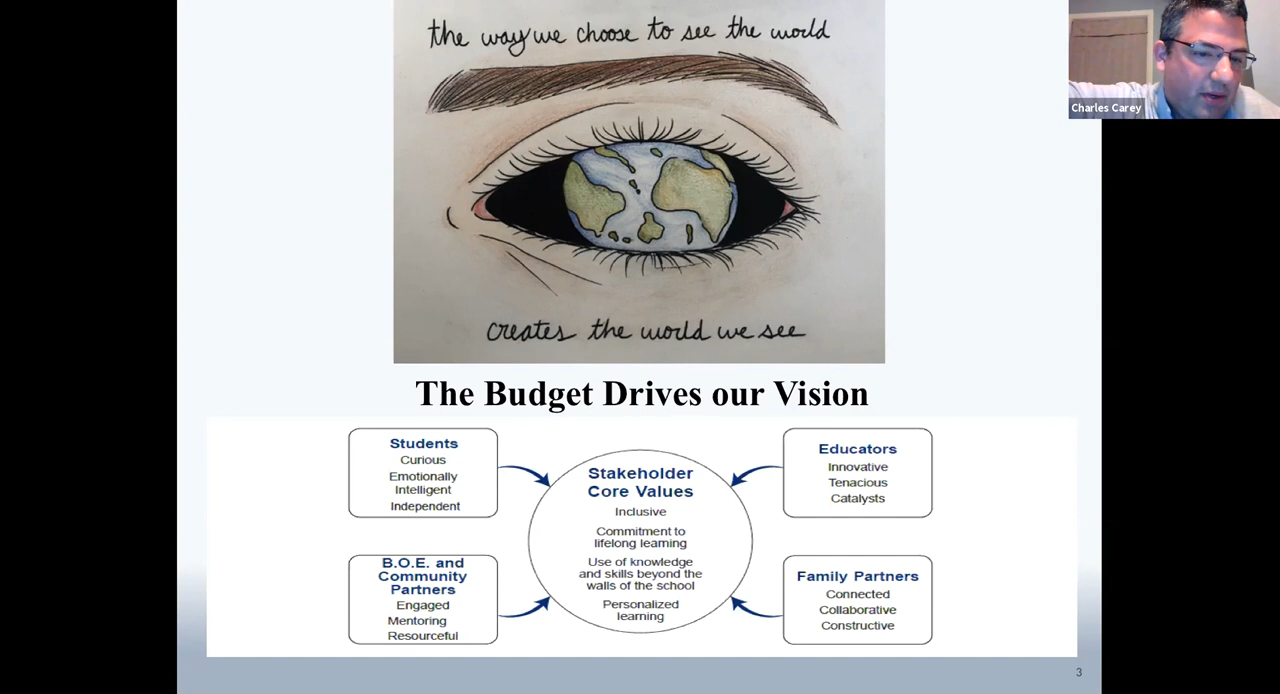 the way we choose to see the world
Charles Carey
creates the world we see
The Budget Drives our Vision
Students
Curious
Emotionally
Intelligent
Independent
B.O.E. and
Community
Partners
Engaged
Mentoring
Resourceful
Stakeholder
Core Values
Inclusive
Commitment to
lifelong learning
Use of knowledge
and skills beyond the
walls of the school
Personalized
learning
Educators
Innovative
Tenacious
Catalysts
Family Partners
Connected
Collaborative
Constructive
3